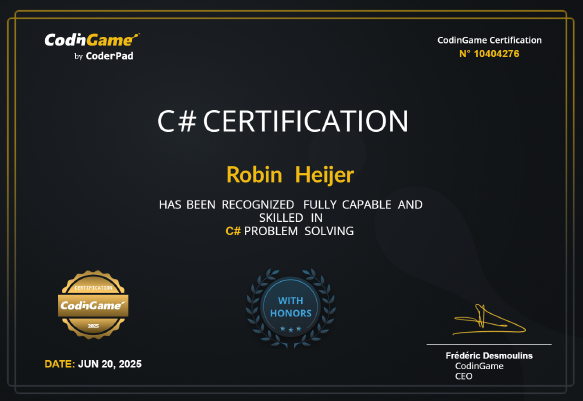 CodinGame
by CoderPad
CodinGame Certification
N° 10404276
C# CERTIFICATION
Robin Heijer
HAS BEEN RECOGNIZED FULLY CAPABLE AND
SKILLED IN
C# PROBLEM SOLVING
CERTIFICATION
CodinGame
2025
WITH
HONORS
DATE: JUN 20, 2025
Frédéric Desmoulins
CodinGame
CEO